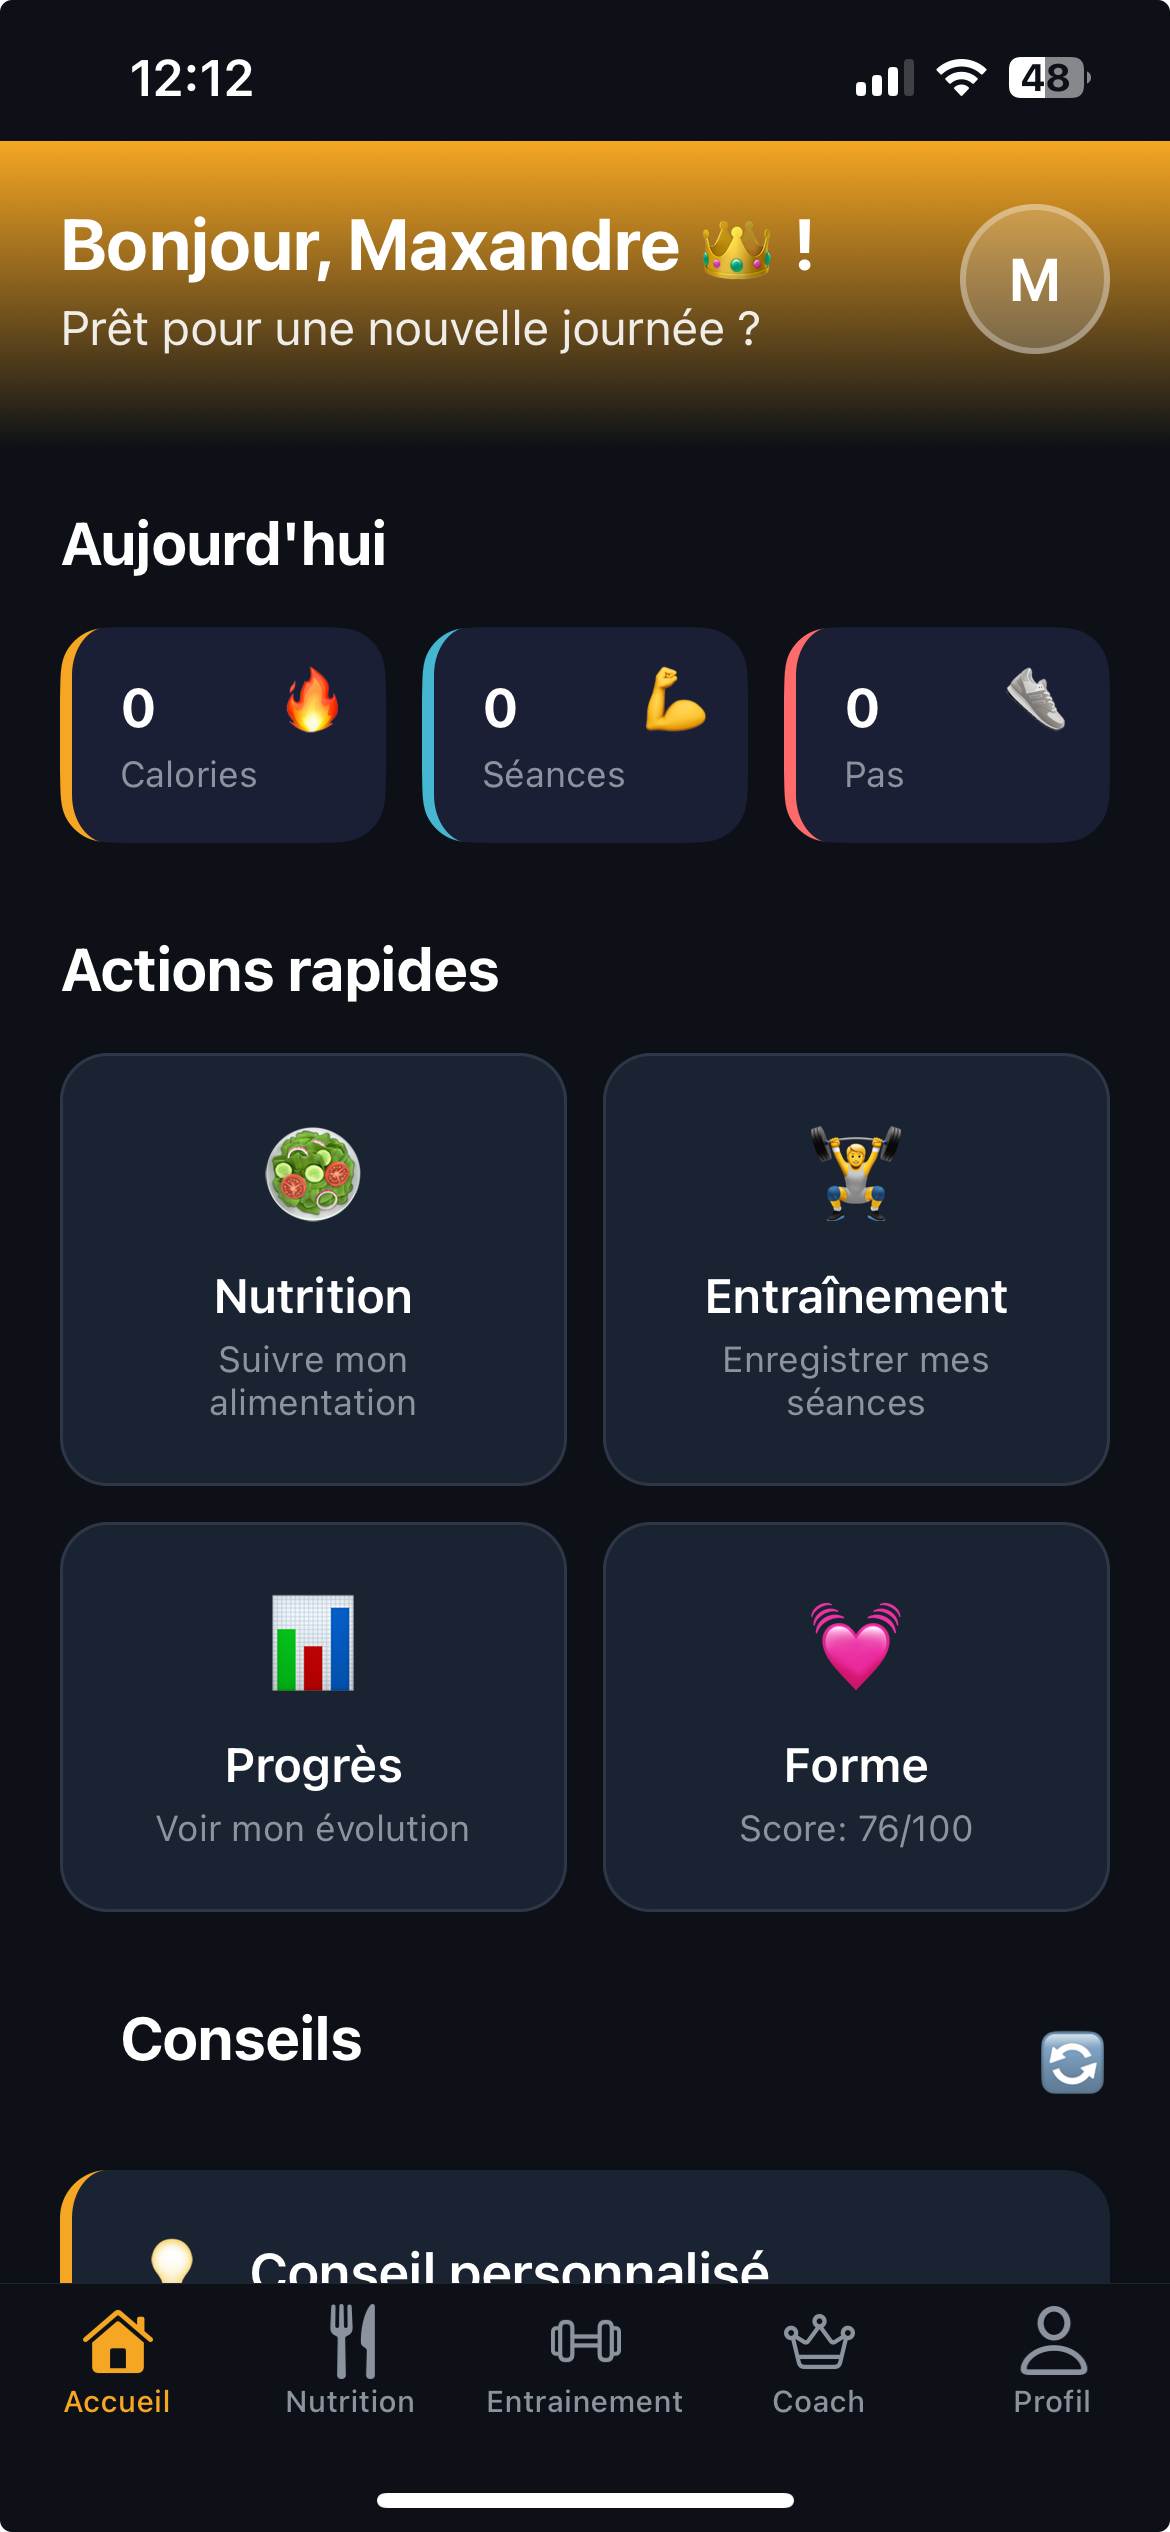 12:12
48
Bonjour, Maxandre 👑 !
M
Prêt pour une nouvelle journée ?
Aujourd'hui
0
Calories
0
Séances
0
Pas
Actions rapides
Nutrition
Suivre mon
alimentation
Entraînement
Enregistrer mes
séances
Progrès
Voir mon évolution
Forme
Score: 76/100
Conseils
Conseil personnalisé
Accueil
Nutrition
Entrainement
Coach
Profil